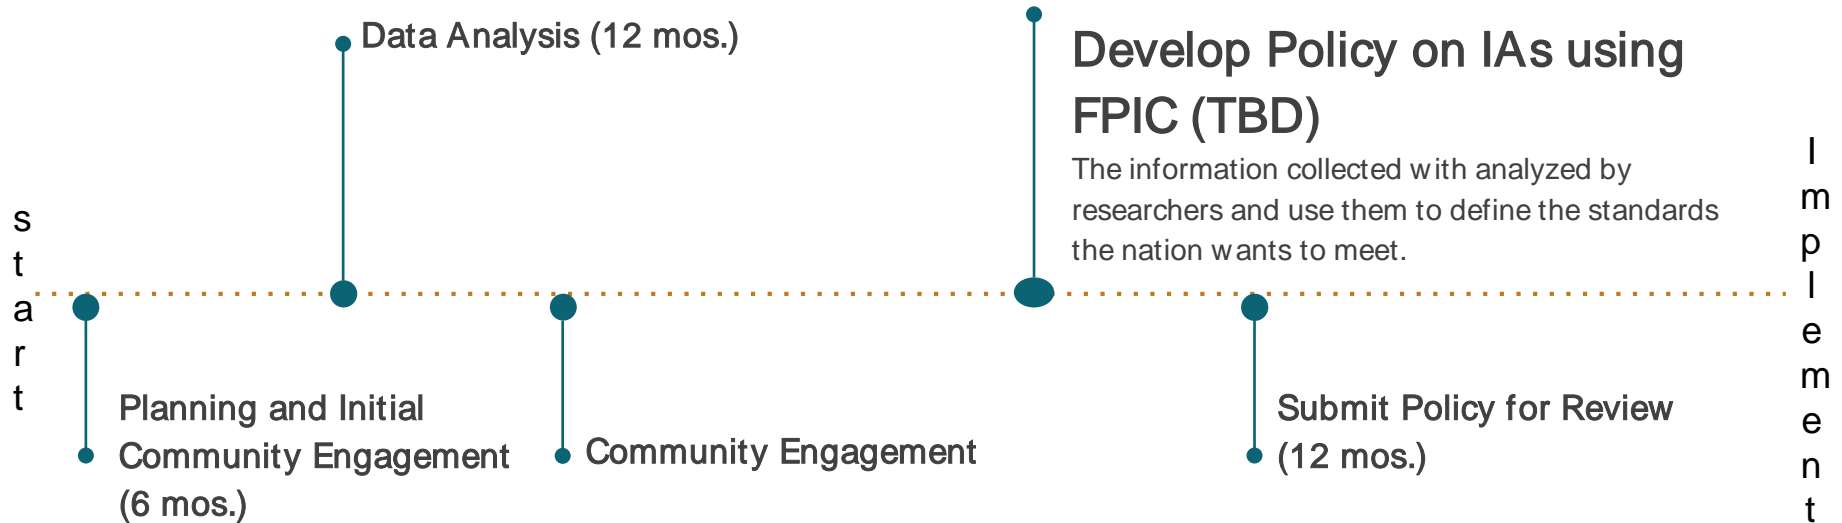 start
Planning and Initial
Community Engagement
(6 mos.)
Data Analysis (12 mos.)
Community Engagement
Develop Policy on IAs using
FPIC (TBD)
The information collected with analyzed by
researchers and use them to define the standards
the nation wants to meet.
Submit Policy for Review
(12 mos.)
Implement